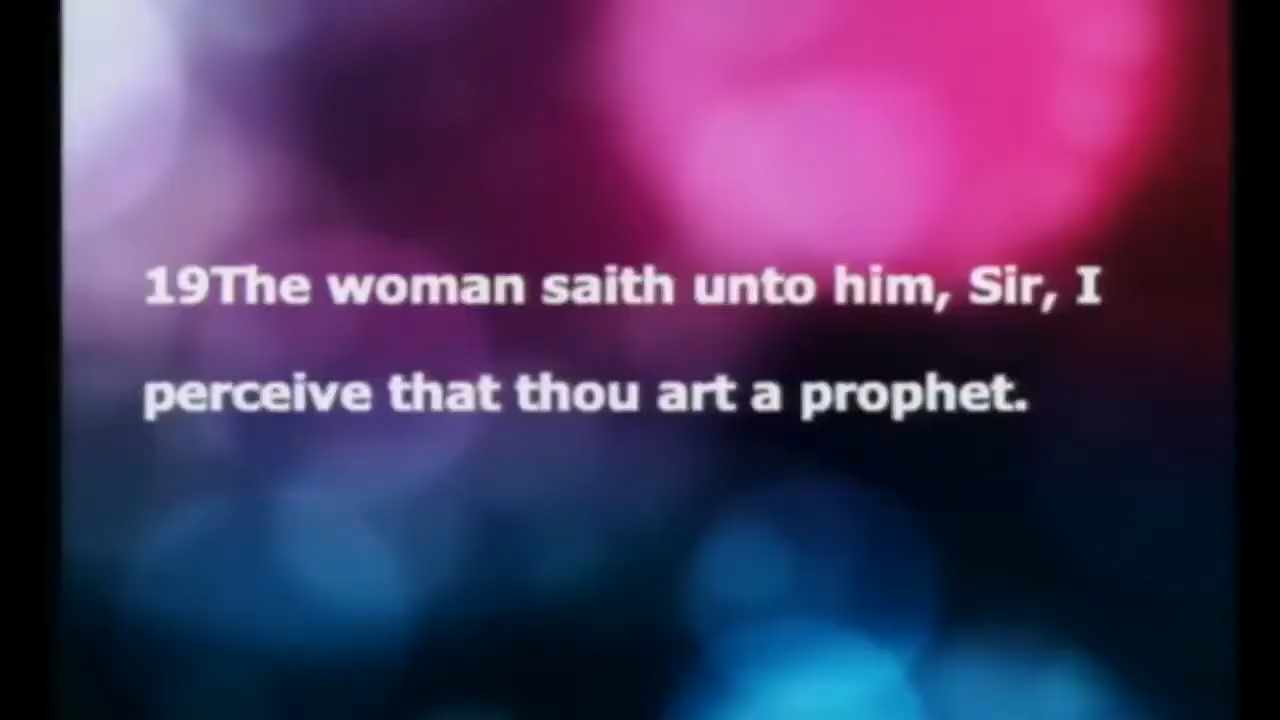 19The woman saith unto him, Sir, I
perceive that thou art a prophet.